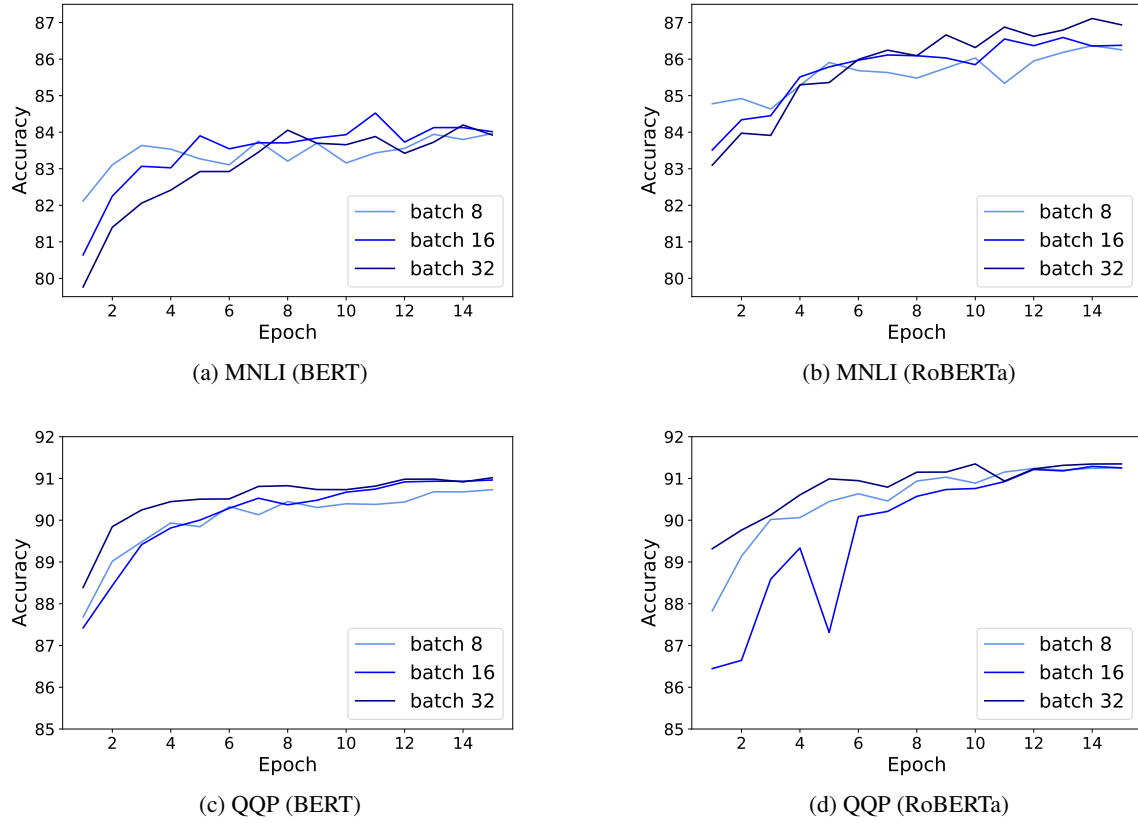 87
86
85
84
83
82
81
80
Accuracy
2 4 6 8 10 12 14
Epoch
batch 8
batch 16
batch 32
(a) MNLI (BERT)
87
86
85
84
83
82
81
80
Accuracy
2 4 6 8 10 12 14
Epoch
batch 8
batch 16
batch 32
(b) MNLI (RoBERTa)
92
91
90
89
88
87
86
85
Accuracy
2 4 6 8 10 12 14
Epoch
batch 8
batch 16
batch 32
(c) QQP (BERT)
92
91
90
89
88
87
86
85
Accuracy
2 4 6 8 10 12 14
Epoch
batch 8
batch 16
batch 32
(d) QQP (RoBERTa)